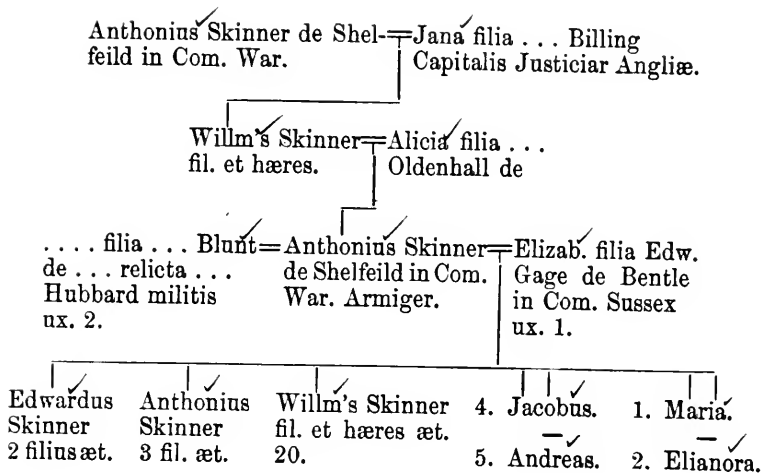 Anthonius Skinner de Shel-
feild in Com. War.
Jana filia . . . Billing
Capitalis Justiciar Angliæ.
Willm's Skinner
fil. et hæres.
Alicia filia . . .
Oldenhall de
. . . . filia . . . Blunt
de . . . relicta . . .
Hubbard militis
ux. 2.
Anthonius Skinner
de Shelfeild in Com.
War. Armiger.
Elizab. filia Edw.
Gage de Bentle
in Com. Sussex
ux. 1.
Edwardus
Skinner
2 filius æt.
Anthonius
Skinner
3 fil. æt.
Willm's Skinner
fil. et hæres æt.
20.
4. Jacobus.
5. Andreas.
1. Maria.
2. Elianora.